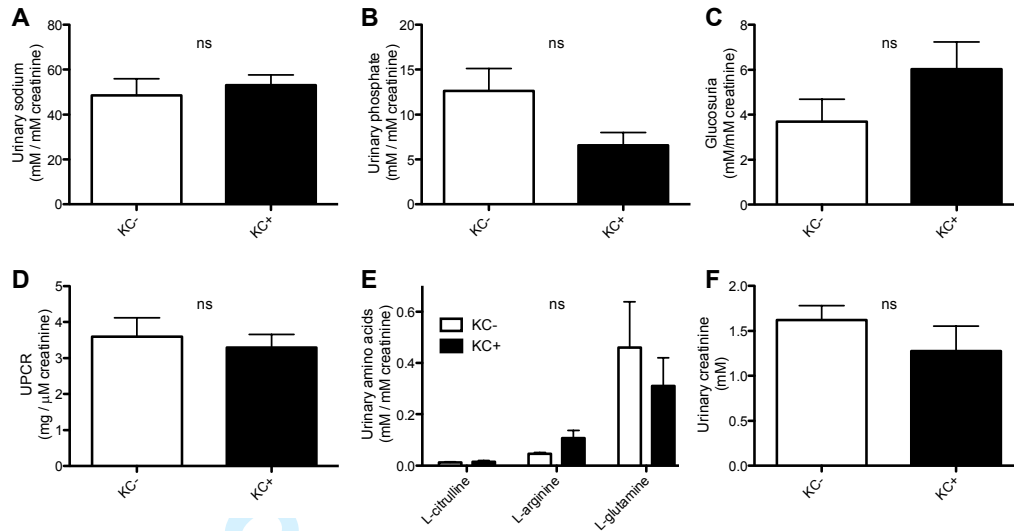 A
ns
Urinary sodium
(mM / mM creatinine)
80
60
40
20
0
KC-
KC+
B
ns
Urinary phosphate
(mM / mM creatinine)
20
15
10
5
0
KC-
KC+
C
ns
Glucosuria
(mM/mM creatinine)
8
6
4
2
0
KC-
KC+
D
ns
UPCR
(mg / µM creatinine)
5
4
3
2
1
0
KC-
KC+
E
ns
KC-
KC+
Urinary amino acids
(mM / mM creatinine)
0.6
0.4
0.2
0.0
L-citrulline
L-arginine
L-glutamine
F
ns
Urinary creatinine
(mM)
2.0
1.5
1.0
0.5
0.0
KC-
KC+